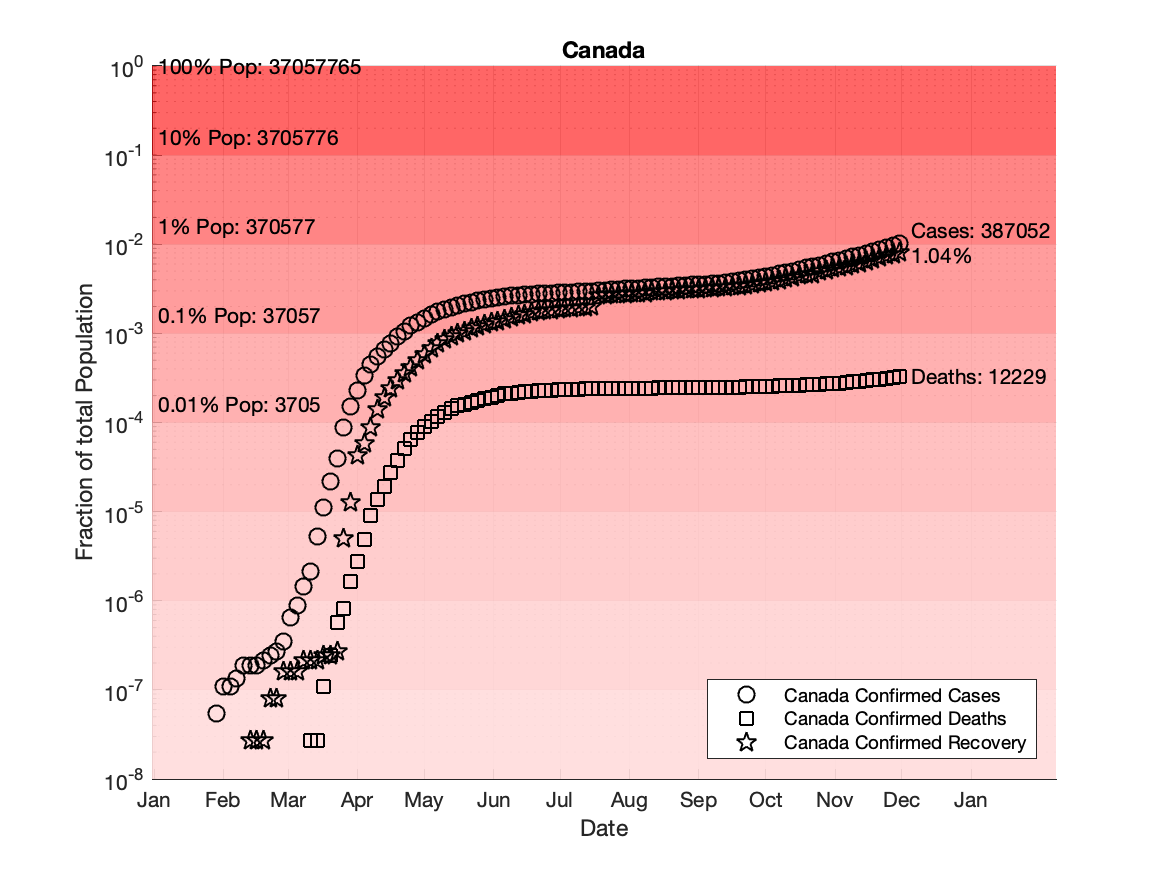 Canada
10^0
100% Pop: 37057765
10% Pop: 3705776
10^-1
1% Pop: 370577
10^-2
Cases: 387052
1.04%
0.1% Pop: 37057
10^-3
Deaths: 12229
0.01% Pop: 3705
10^-4
10^-5
10^-6
10^-7
10^-8
Fraction of total Population
Canada Confirmed Cases
Canada Confirmed Deaths
Canada Confirmed Recovery
Jan Feb Mar Apr May Jun Jul Aug Sep Oct Nov Dec Jan
Date